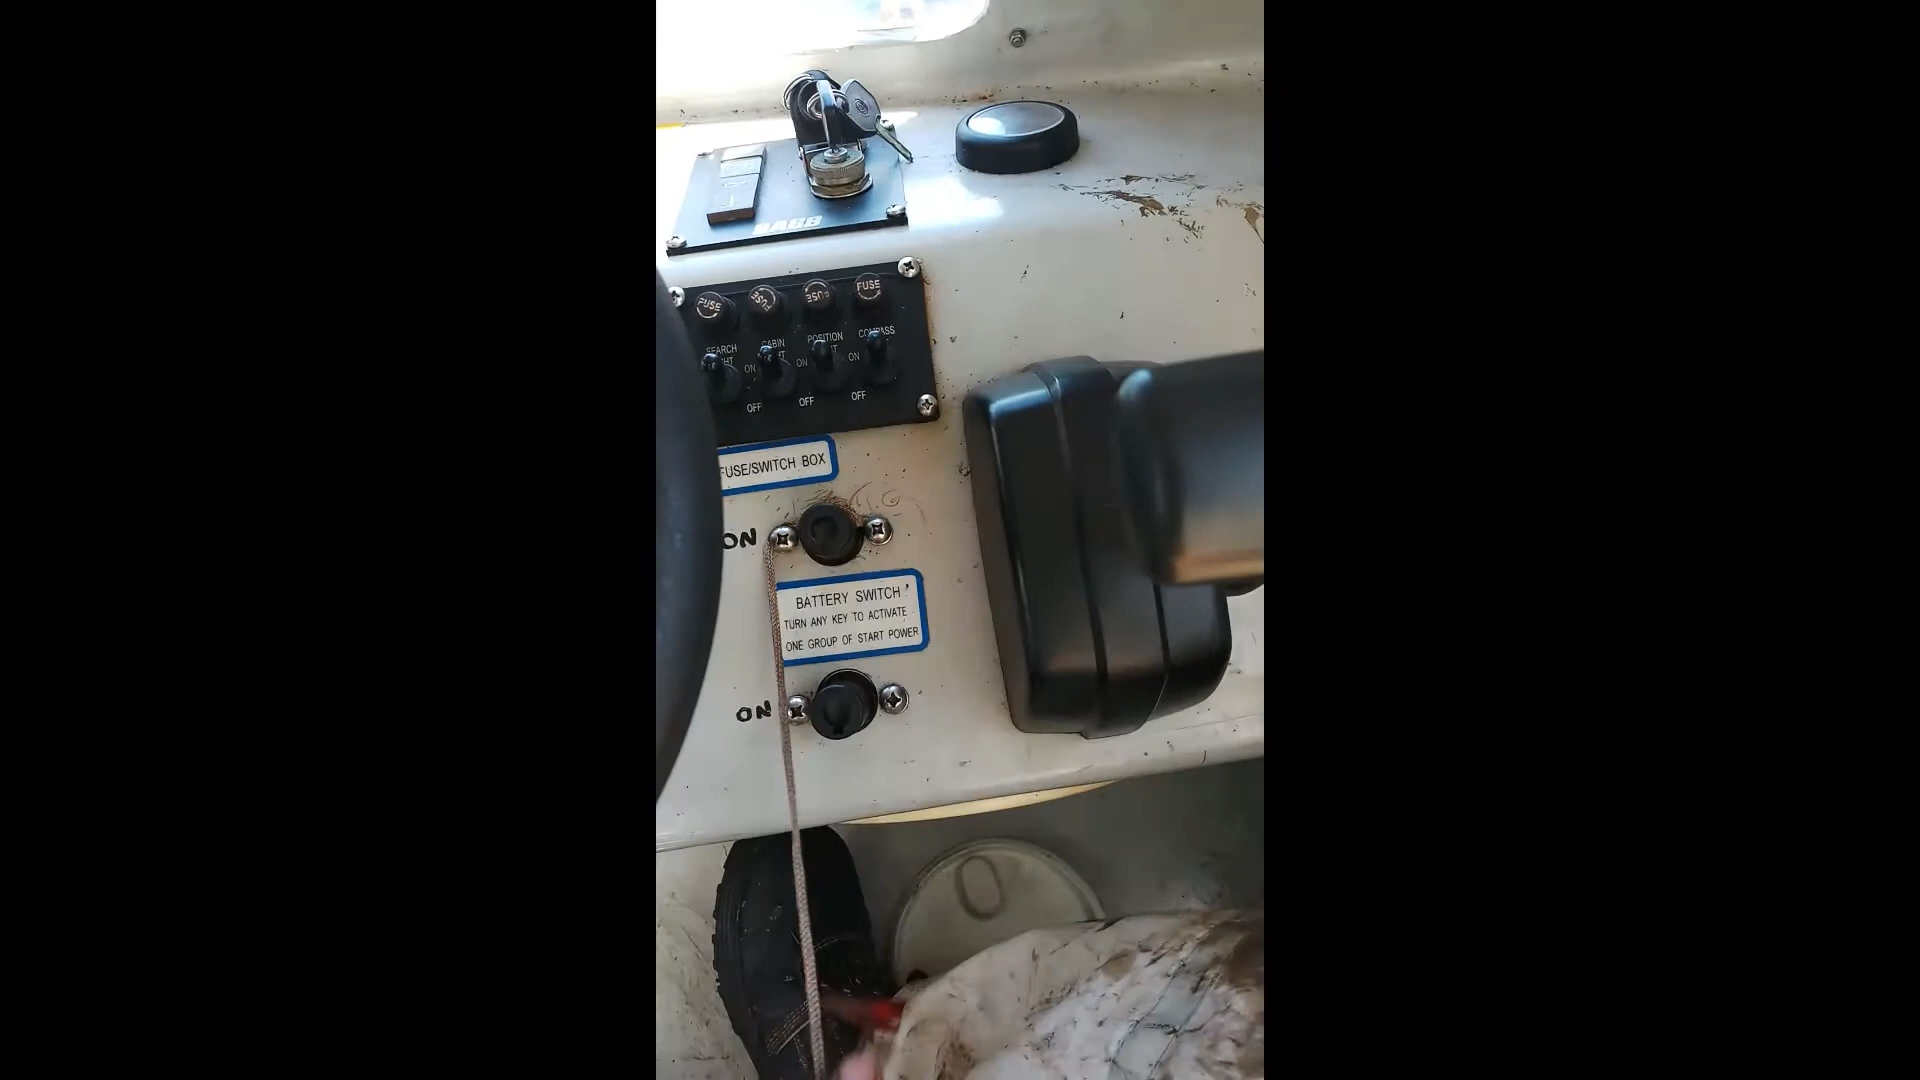 FUSE FUSE FUSE FUSE
SEARCH CABIN POSITION COMPASS
ON ON ON
OFF OFF OFF
FUSE/SWITCH BOX
ON
BATTERY SWITCH
TURN ANY KEY TO ACTIVATE
ONE GROUP OF START POWER
ON